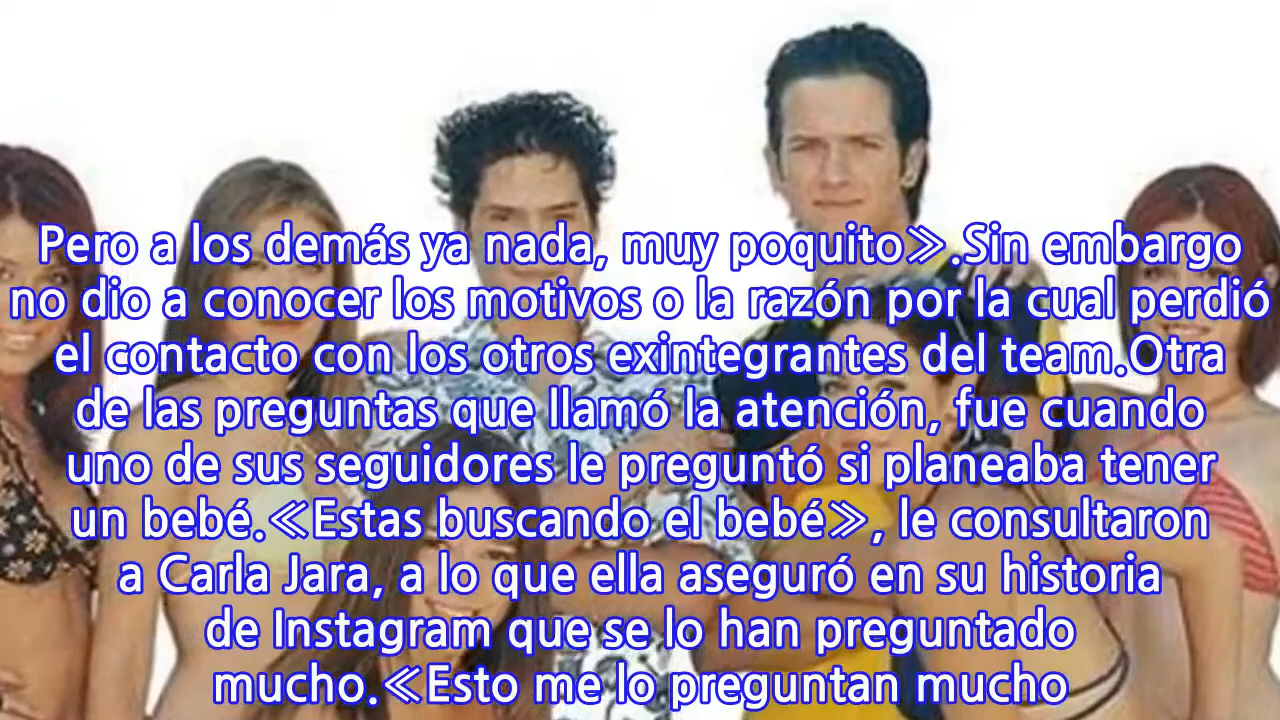 Pero a los demás ya nada, muy poquito≫.Sin embargo
no dio a conocer los motivos o la razón por la cual perdió
el contacto con los otros exintegrantes del team.Otra
de las preguntas que llamó la atención, fue cuando
uno de sus seguidores le preguntó si planeaba tener
un bebé.≪Estas buscando el bebé≫, le consultaron
a Carla Jara, a lo que ella aseguró en su historia
de Instagram que se lo han preguntado
mucho.≪Esto me lo preguntan mucho